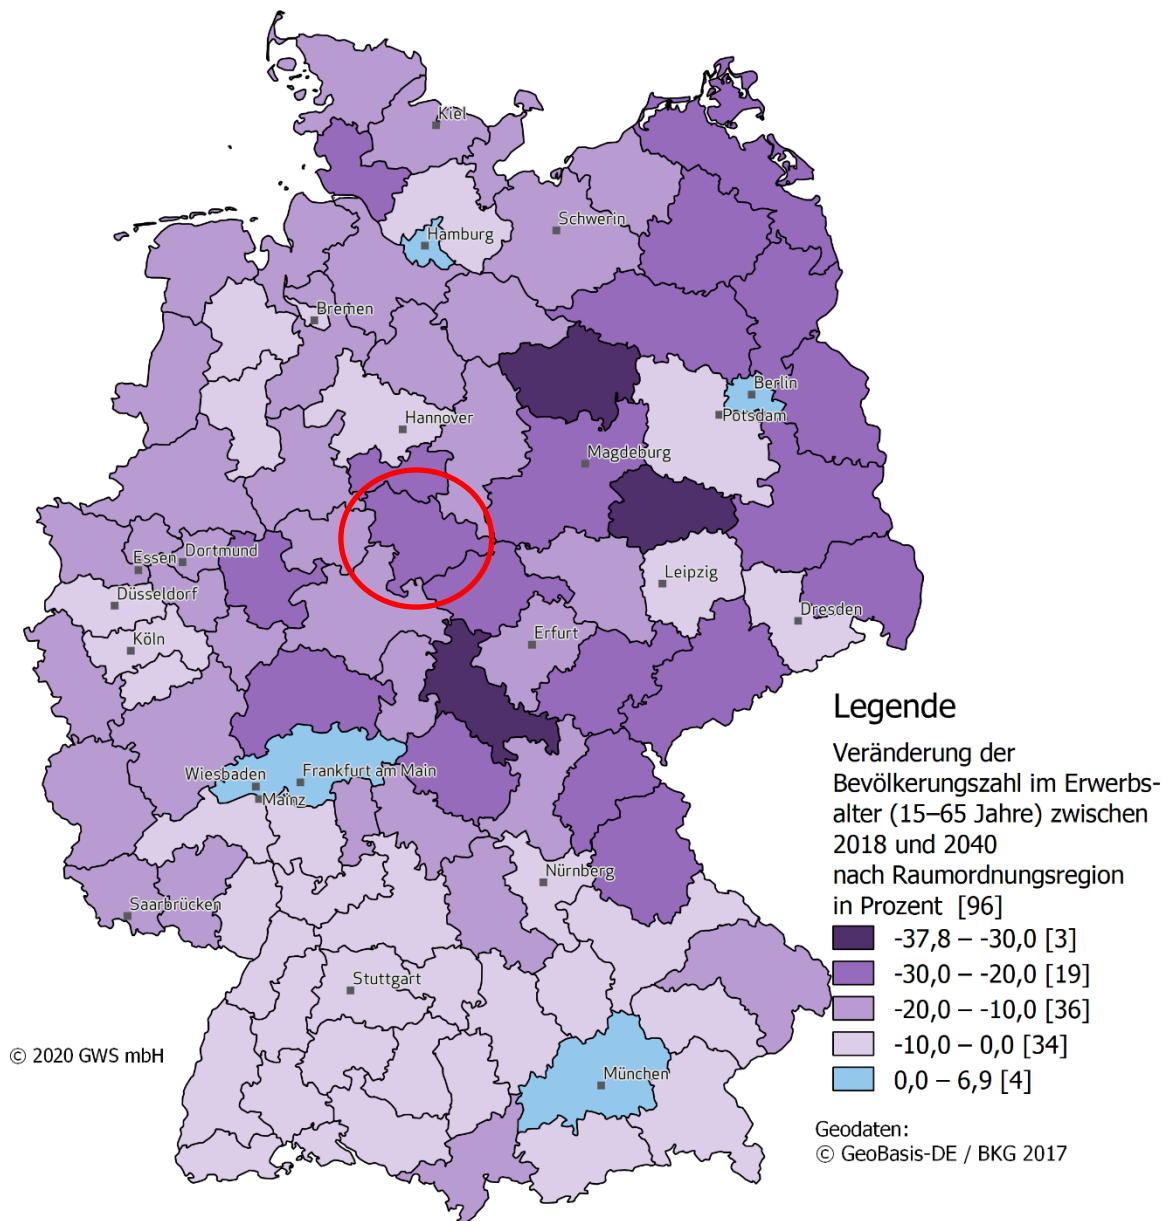 Kiel
Schwerin
Hamburg
Bremen
Berlin
Potsdam
Hannover
Magdeburg
Dortmund
Essen
Leipzig
Düsseldorf
Dresden
Köln
Erfurt
Wiesbaden
Frankfurt am Main
Mainz
Nürnberg
Saarbrücken
Stuttgart
München
Legende
Veränderung der
Bevölkerungszahl im Erwerbs-
alter (15–65 Jahre) zwischen
2018 und 2040
nach Raumordnungsregion
in Prozent [96]
-37,8 – -30,0 [3]
-30,0 – -20,0 [19]
-20,0 – -10,0 [36]
-10,0 – 0,0 [34]
0,0 – 6,9 [4]
© 2020 GWS mbH
Geodaten:
© GeoBasis-DE / BKG 2017